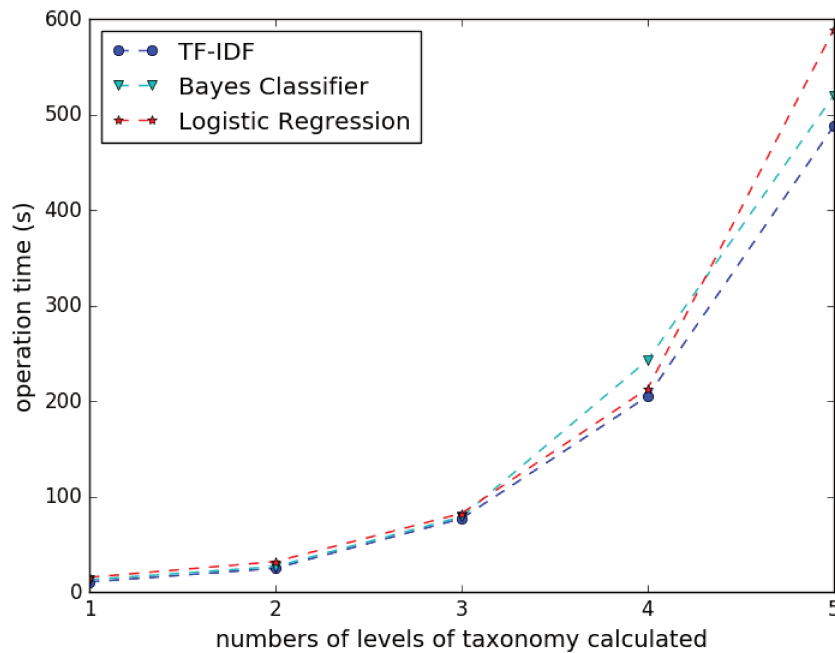 600
500
400
300
200
100
0
operation time (s)
TF-IDF
Bayes Classifier
Logistic Regression
1 2 3 4 5
numbers of levels of taxonomy calculated